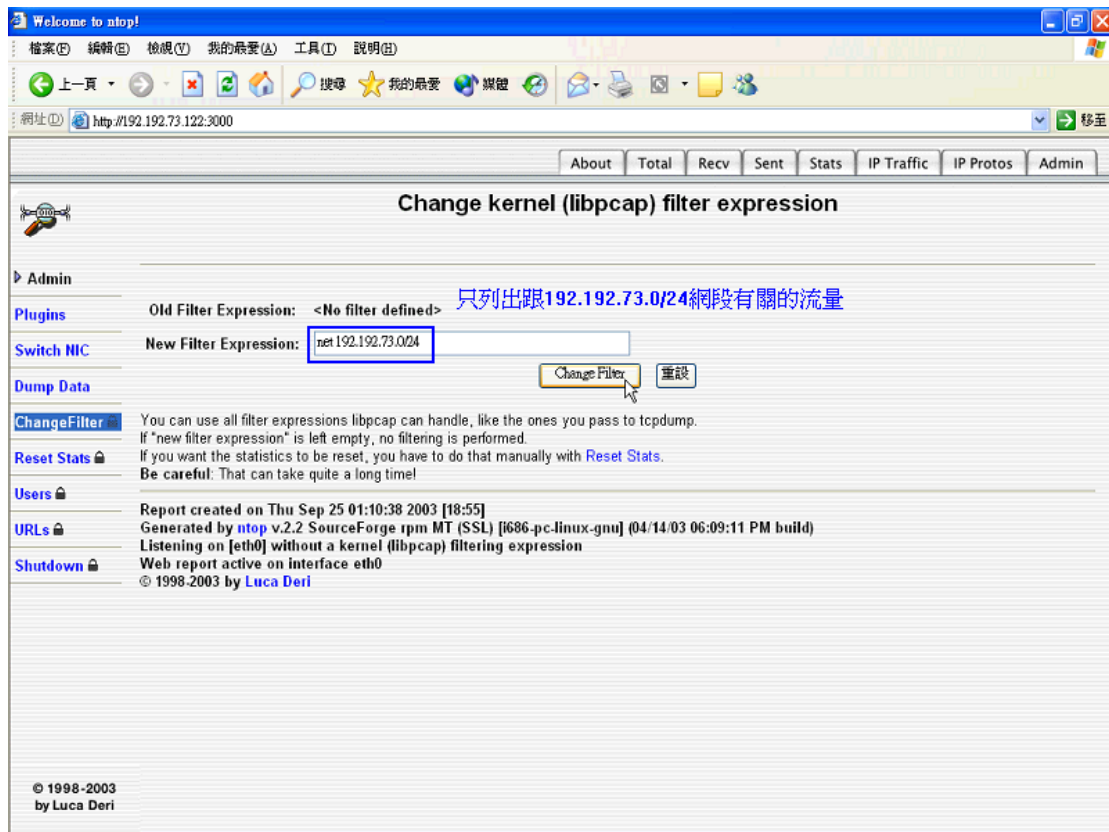 Welcome to ntop!
檔案(F) 編輯(E) 檢視(V) 我的最愛(A) 工具(T) 說明(H)
上一頁 搜尋 我的最愛 媒體
網址(D) http://192.192.73.122:3000 移至
About Total Recv Sent Stats IP Traffic IP Protos Admin
Change kernel (libpcap) filter expression
Admin
Plugins
Switch NIC
Dump Data
ChangeFilter
Reset Stats
Users
URLs
Shutdown
只列出跟192.192.73.0/24網段有關的流量
Old Filter Expression: <No filter defined>
New Filter Expression: net 192.192.73.0/24
Change Filter 重設
You can use all filter expressions libpcap can handle, like the ones you pass to tcpdump.
If "new filter expression" is left empty, no filtering is performed.
If you want the statistics to be reset, you have to do that manually with Reset Stats.
Be careful: That can take quite a long time!
Report created on Thu Sep 25 01:10:38 2003 [18:55]
Generated by ntop v.2.2 SourceForge rpm MT (SSL) [i686-pc-linux-gnu] (04/14/03 06:09:11 PM build)
Listening on [eth0] without a kernel (libpcap) filtering expression
Web report active on interface eth0
© 1998-2003 by Luca Deri
© 1998-2003
by Luca Deri